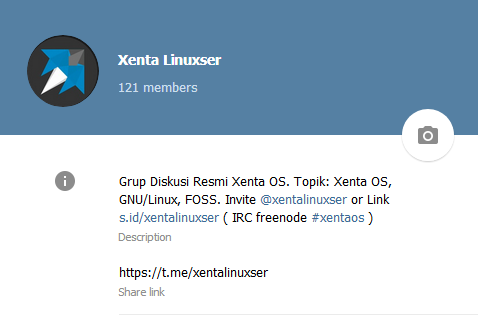 Xenta Linuxser
121 members
Grup Diskusi Resmi Xenta OS. Topik: Xenta OS,
GNU/Linux, FOSS. Invite @xentalinuxser or Link
s.id/xentalinuxser ( IRC freenode #xentaos )
Description
https://t.me/xentalinuxser
Share link